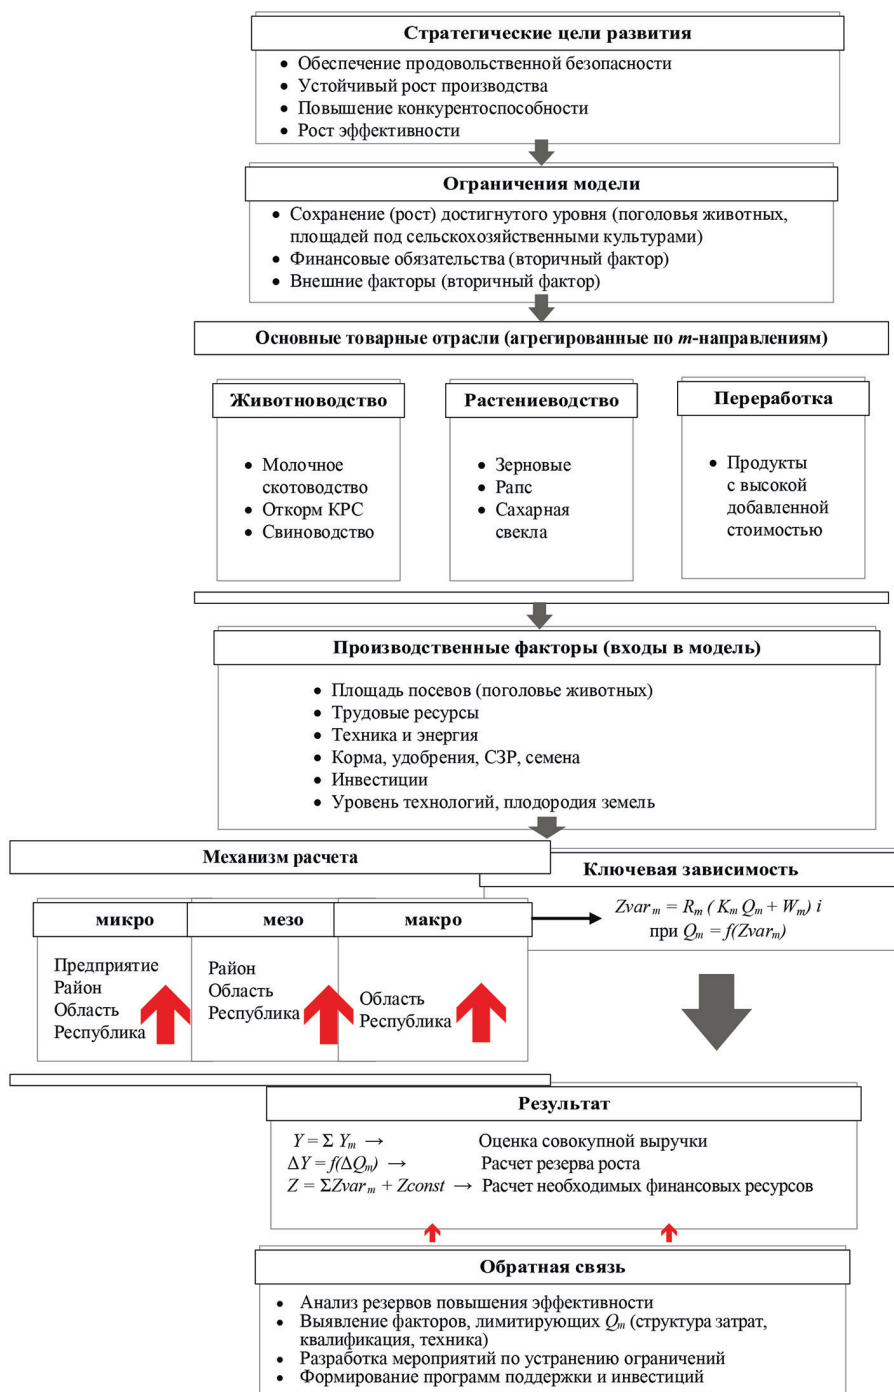 Стратегические цели развития
• Обеспечение продовольственной безопасности
• Устойчивый рост производства
• Повышение конкурентоспособности
• Рост эффективности
Ограничения модели
• Сохранение (рост) достигнутого уровня (поголовья животных,
площадей под сельскохозяйственными культурами)
• Финансовые обязательства (вторичный фактор)
• Внешние факторы (вторичный фактор)
Основные товарные отрасли (агрегированные по m-направлениям)
Животноводство
• Молочное
скотоводство
• Откорм КРС
• Свиноводство
Растениеводство
• Зерновые
• Рапс
• Сахарная
свекла
Переработка
• Продукты
с высокой
добавленной
стоимостью
Производственные факторы (входы в модель)
• Площадь посевов (поголовье животных)
• Трудовые ресурсы
• Техника и энергия
• Корма, удобрения, СЗР, семена
• Инвестиции
• Уровень технологий, плодородия земель
Механизм расчета
микро
Предприятие
Район
Область
Республика
мезо
Район
Область
Республика
макро
Область
Республика
Ключевая зависимость
Zvar m = Rm ( Km Qm + Wm) i
при Qm = f(Zvarm)
Результат
Y = Σ Ym → Оценка совокупной выручки
ΔY = f(ΔQm) → Расчет резерва роста
Z = ΣZvar m + Zconst → Расчет необходимых финансовых ресурсов
Обратная связь
• Анализ резервов повышения эффективности
• Выявление факторов, лимитирующих Qm (структура затрат,
квалификация, техника)
• Разработка мероприятий по устранению ограничений
• Формирование программ поддержки и инвестиций